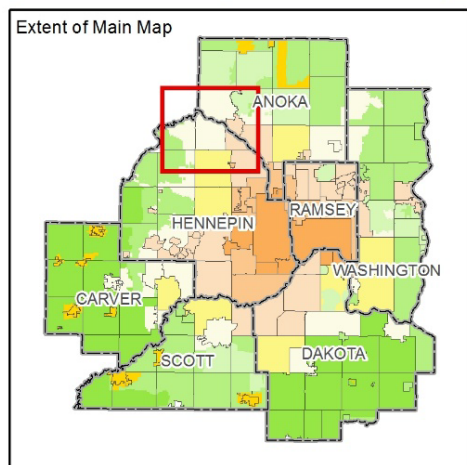 Extent of Main Map
ANOKA
HENNEPIN
RAMSEY
WASHINGTON
CARVER
SCOTT
DAKOTA